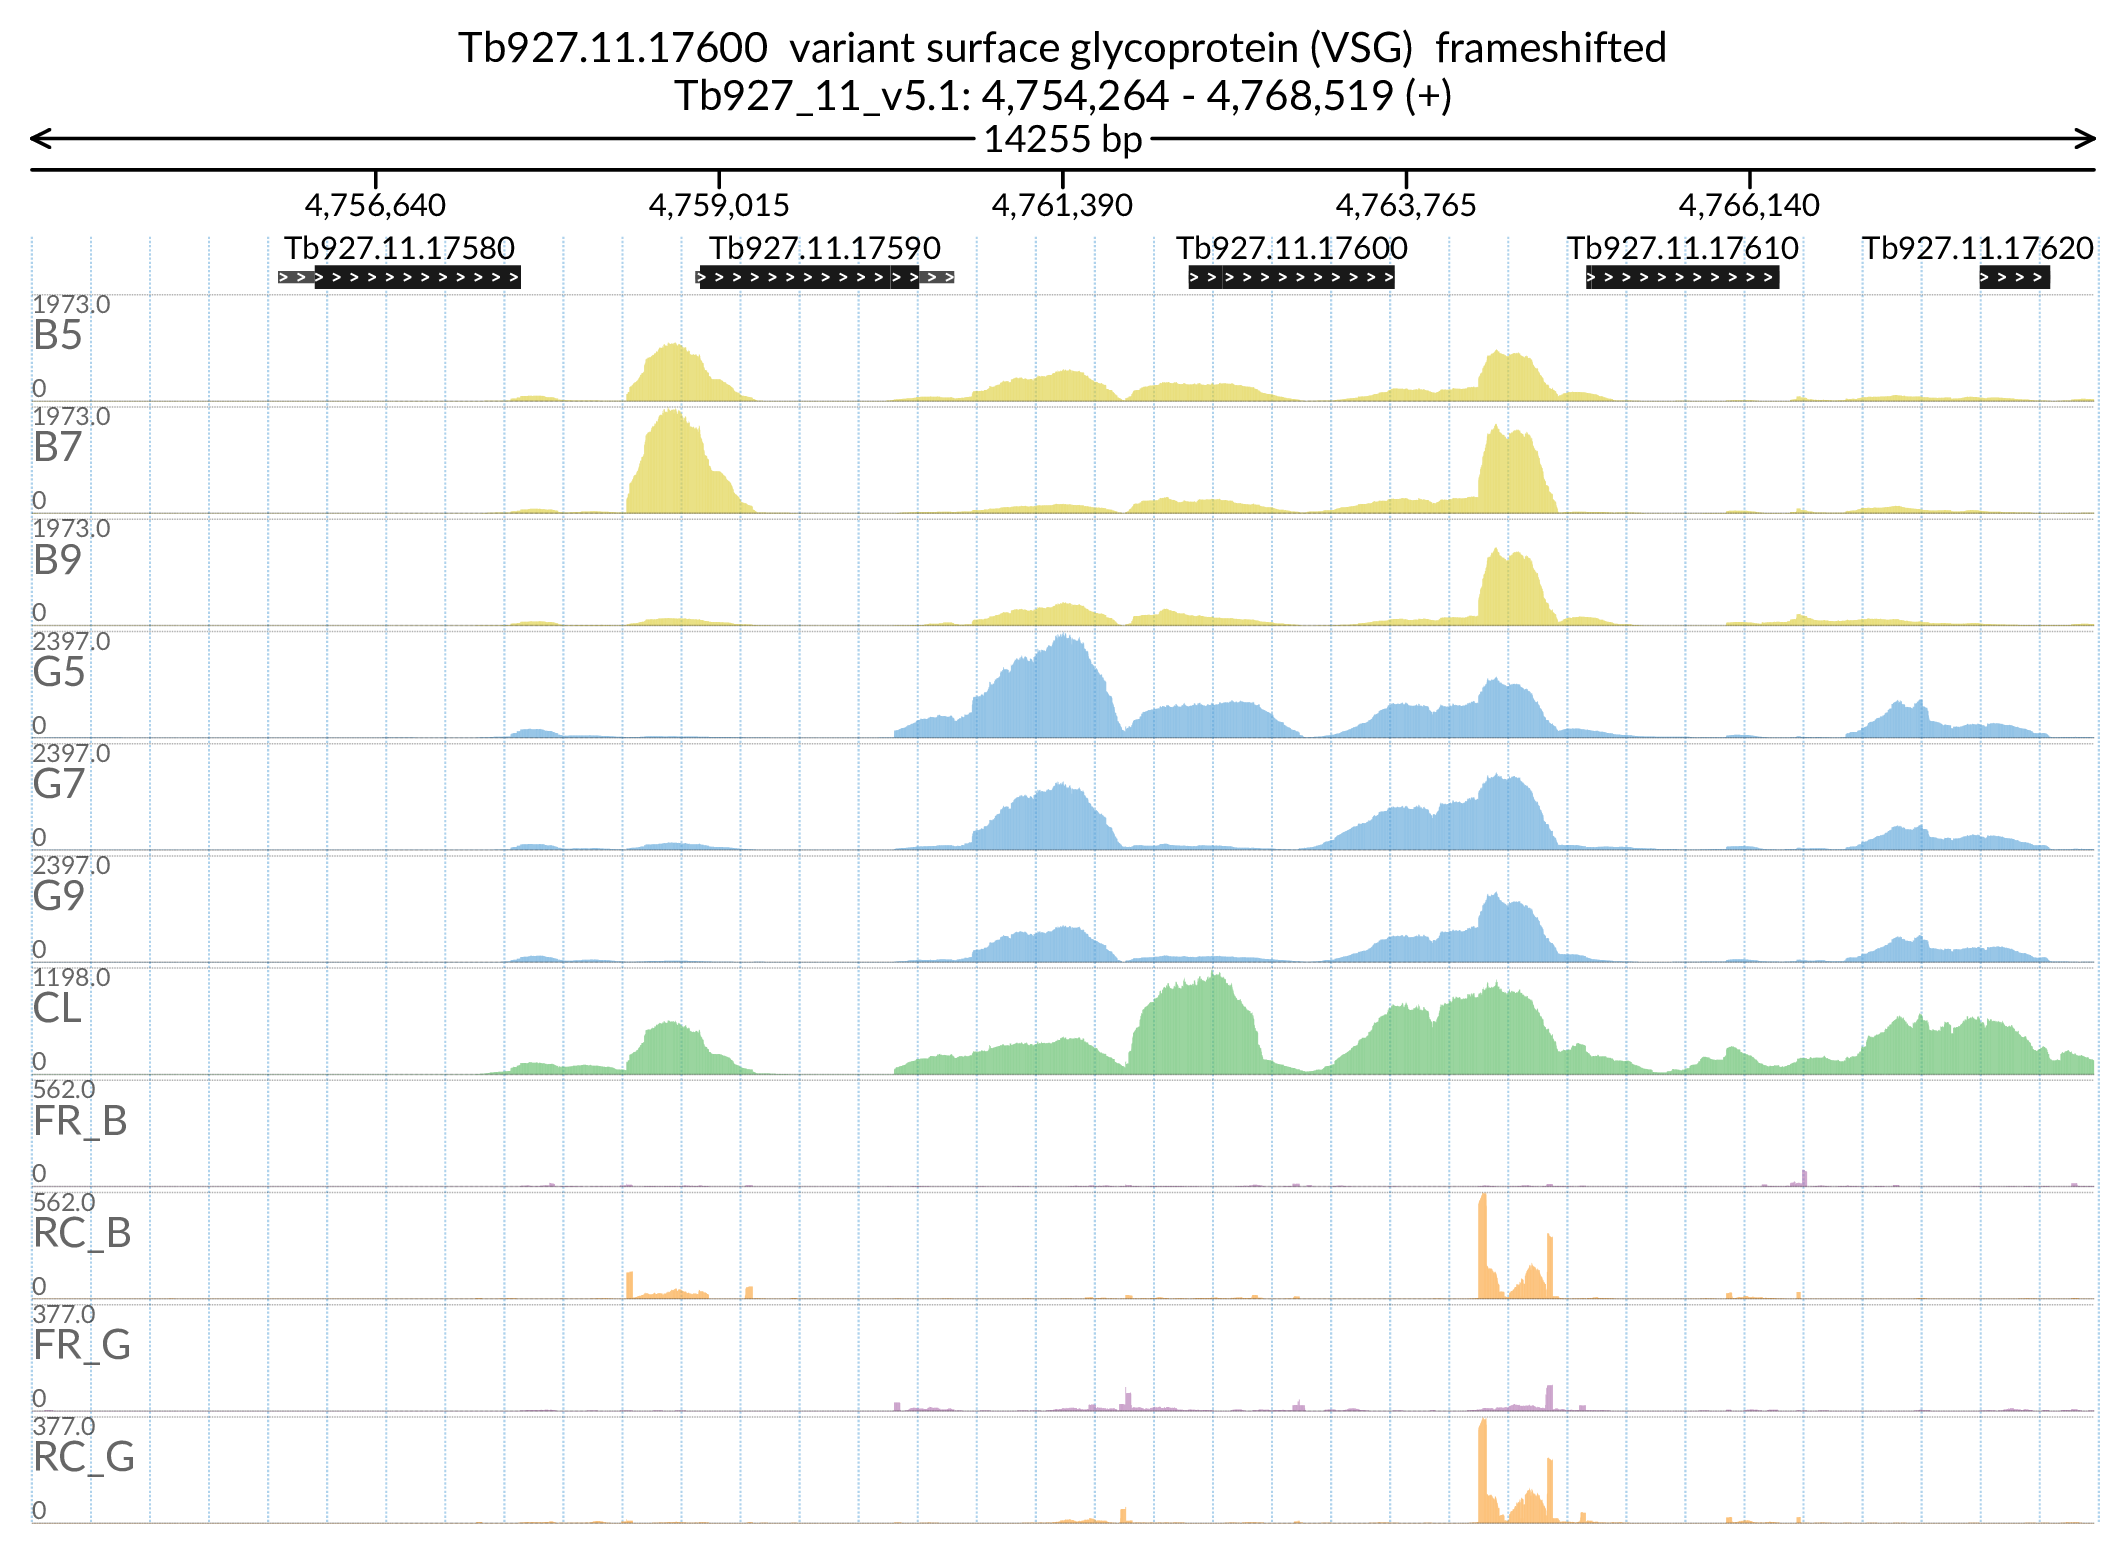 Tb927.11.17600  variant surface glycoprotein (VSG)  frameshifted
Tb927_11_v5.1: 4,754,264 - 4,768,519 (+)
14255 bp
4,756,640 4,759,015 4,761,390 4,763,765 4,766,140
Tb927.11.17580 Tb927.11.17590 Tb927.11.17600 Tb927.11.17610 Tb927.11.17620
1973.0
B5
0
1973.0
B7
0
1973.0
B9
0
2397.0
G5
0
2397.0
G7
0
2397.0
G9
0
1198.0
CL
0
562.0
FR_B
0
562.0
RC_B
0
377.0
FR_G
0
377.0
RC_G
0